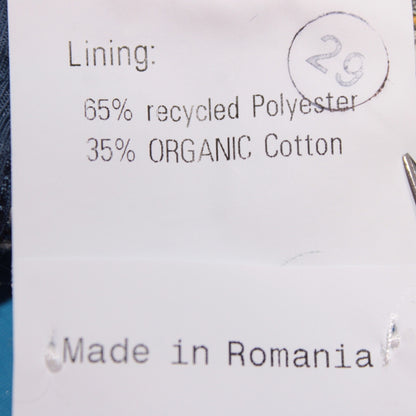 Lining:
29
65% recycled Polyester
35% ORGANIC Cotton
Made in Romania